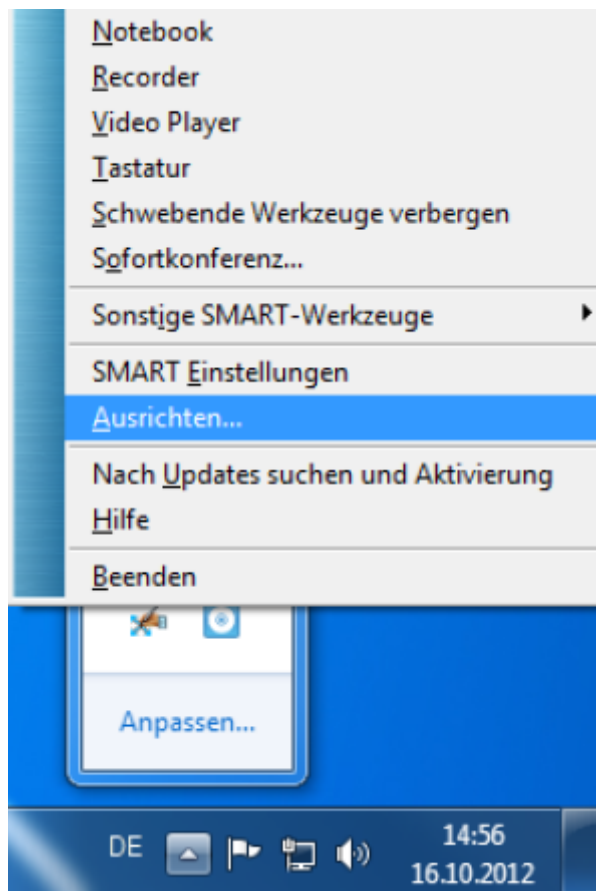 Notebook
Recorder
Video Player
Tastatur
Schwebende Werkzeuge verbergen
Sofortkonferenz...
Sonstige SMART-Werkzeuge
SMART Einstellungen
Ausrichten...
Nach Updates suchen und Aktivierung
Hilfe
Beenden
Anpassen...
DE
14:56
16.10.2012